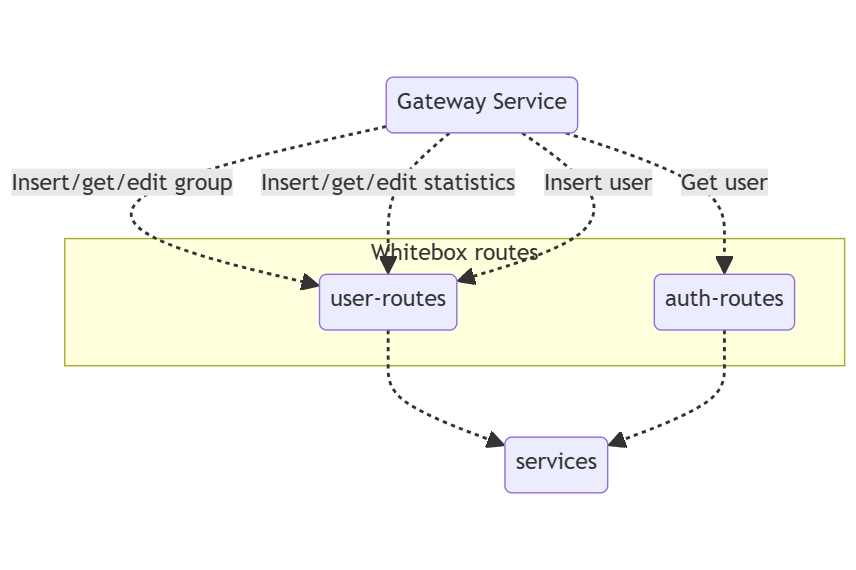 Gateway Service
Insert/get/edit group
Insert/get/edit statistics
Insert user
Get user
Whitebox routes
user-routes
auth-routes
services